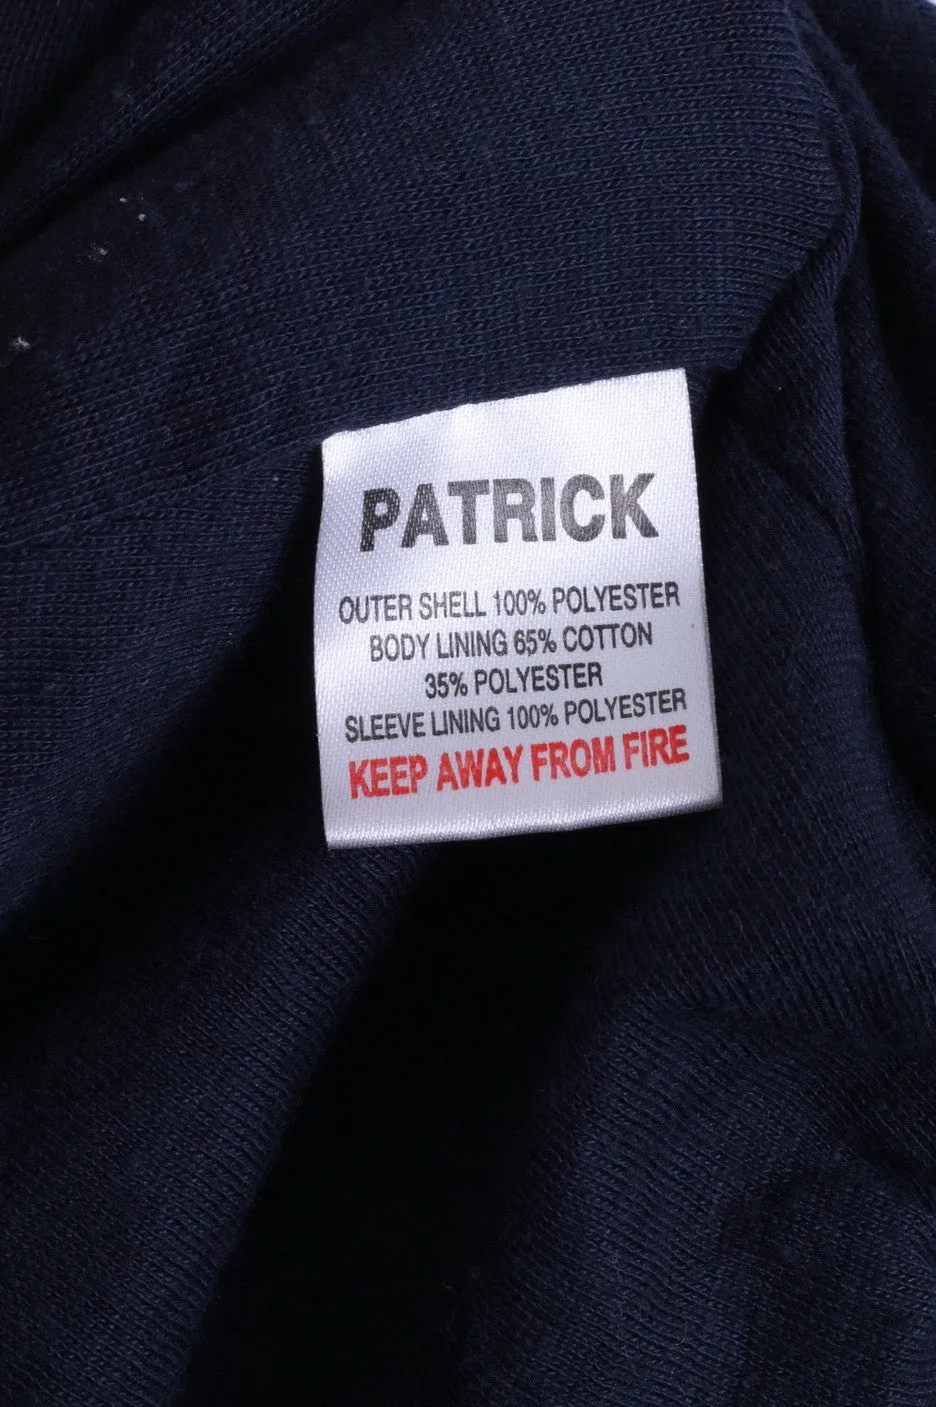 PATRICK
OUTER SHELL 100% POLYESTER
BODY LINING 65% COTTON
35% POLYESTER
SLEEVE LINING 100% POLYESTER
KEEP AWAY FROM FIRE